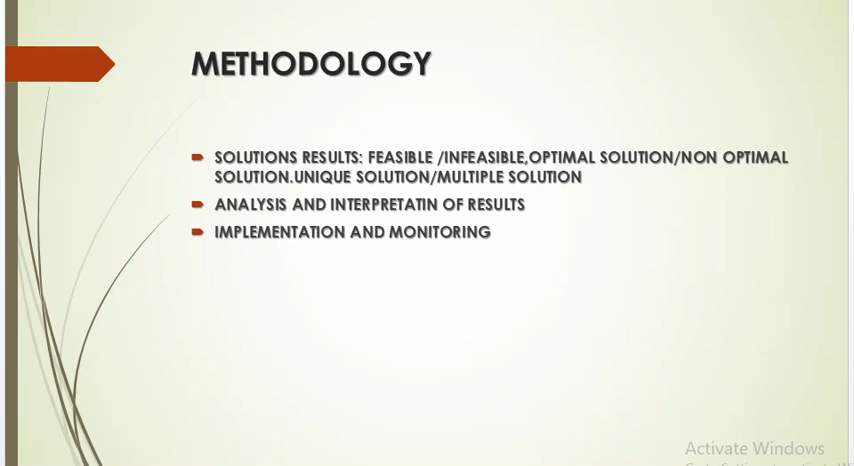 METHODOLOGY
SOLUTIONS RESULTS: FEASIBLE /INFEASIBLE,OPTIMAL SOLUTION/NON OPTIMAL
SOLUTION.UNIQUE SOLUTION/MULTIPLE SOLUTION
ANALYSIS AND INTERPRETATIN OF RESULTS
IMPLEMENTATION AND MONITORING
Activate Windows